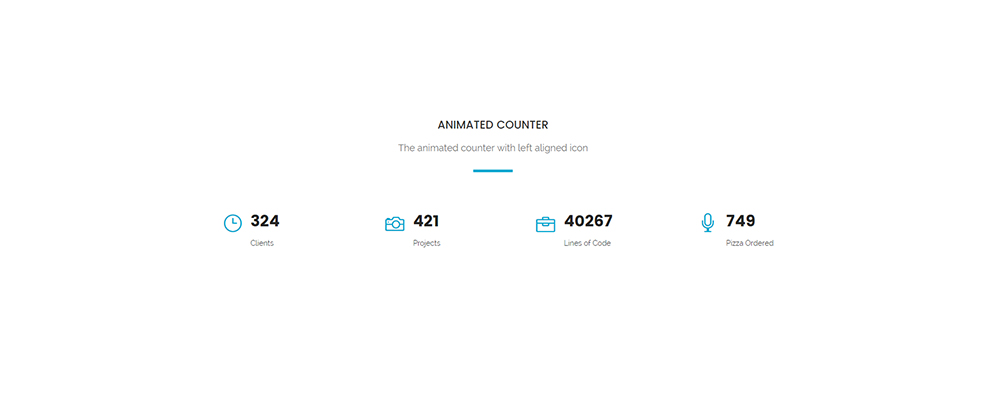 ANIMATED COUNTER
The animated counter with left aligned icon
324
Clients
421
Projects
40267
Lines of Code
749
Pizza Ordered